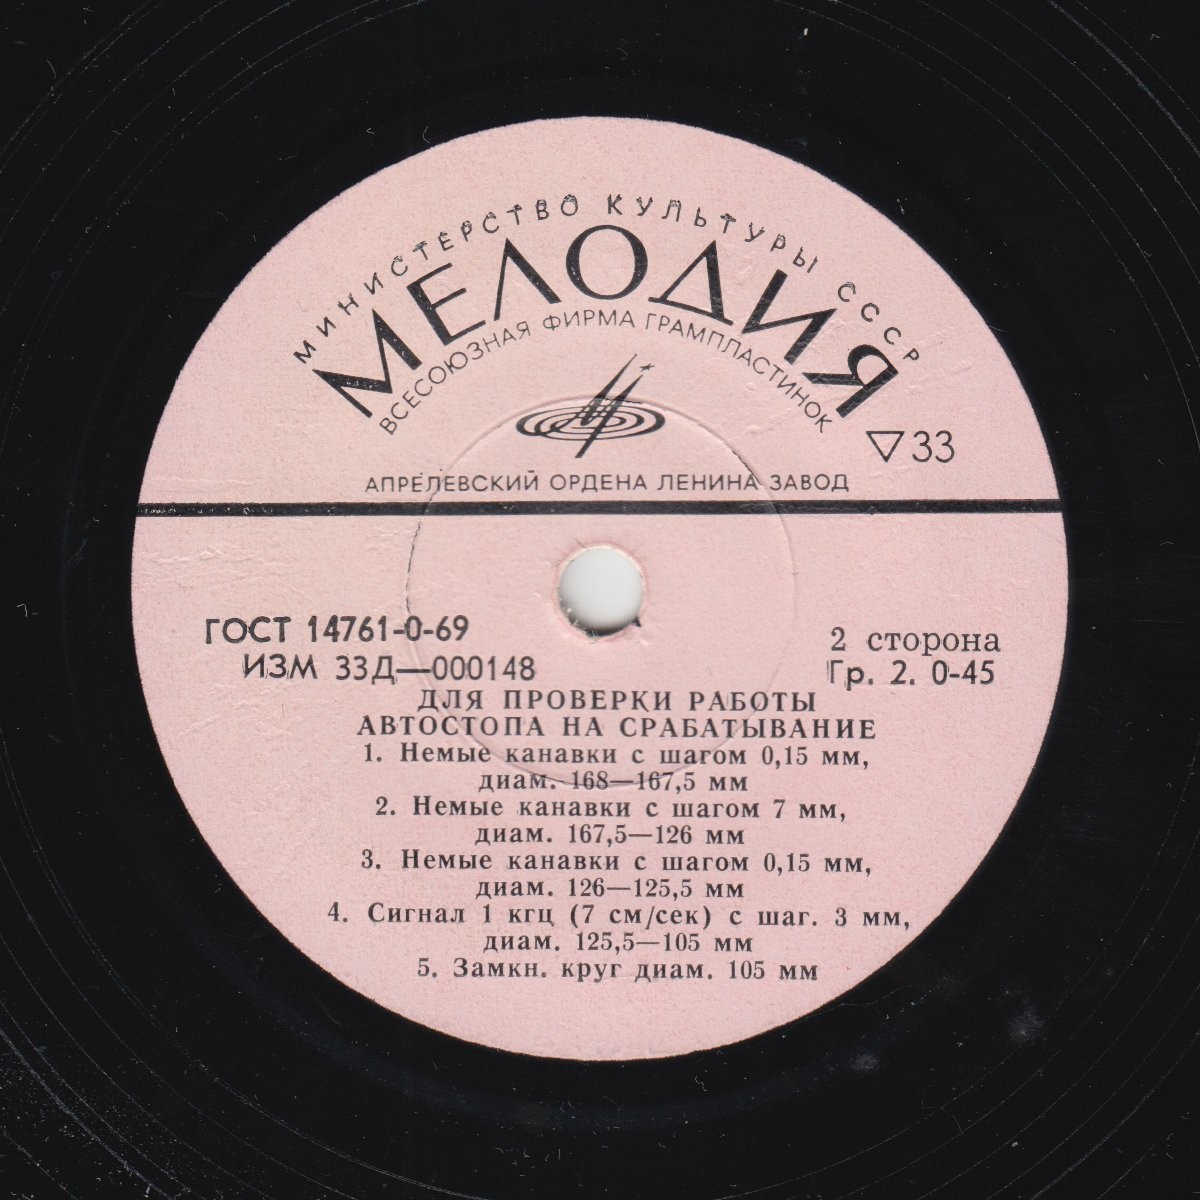 МИНИСТЕРСТВО КУЛЬТУРЫ СССР
МЕЛОДИЯ
ВСЕСОЮЗНАЯ ФИРМА ГРАМПЛАСТИНОК
▽33
АПРЕЛЕВСКИЙ ОРДЕНА ЛЕНИНА ЗАВОД
ГОСТ 14761-0-69
2 сторона
ИЗМ 33Д—000148
Гр. 2. 0-45
ДЛЯ ПРОВЕРКИ РАБОТЫ
АВТОСТОПА НА СРАБАТЫВАНИЕ
1. Немые канавки с шагом 0,15 мм,
диам. 168—167,5 мм
2. Немые канавки с шагом 7 мм,
диам. 167,5—126 мм
3. Немые канавки с шагом 0,15 мм,
диам. 126—125,5 мм
4. Сигнал 1 кгц (7 см/сек) с шаг. 3 мм,
диам. 125,5—105 мм
5. Замкн. круг диам. 105 мм